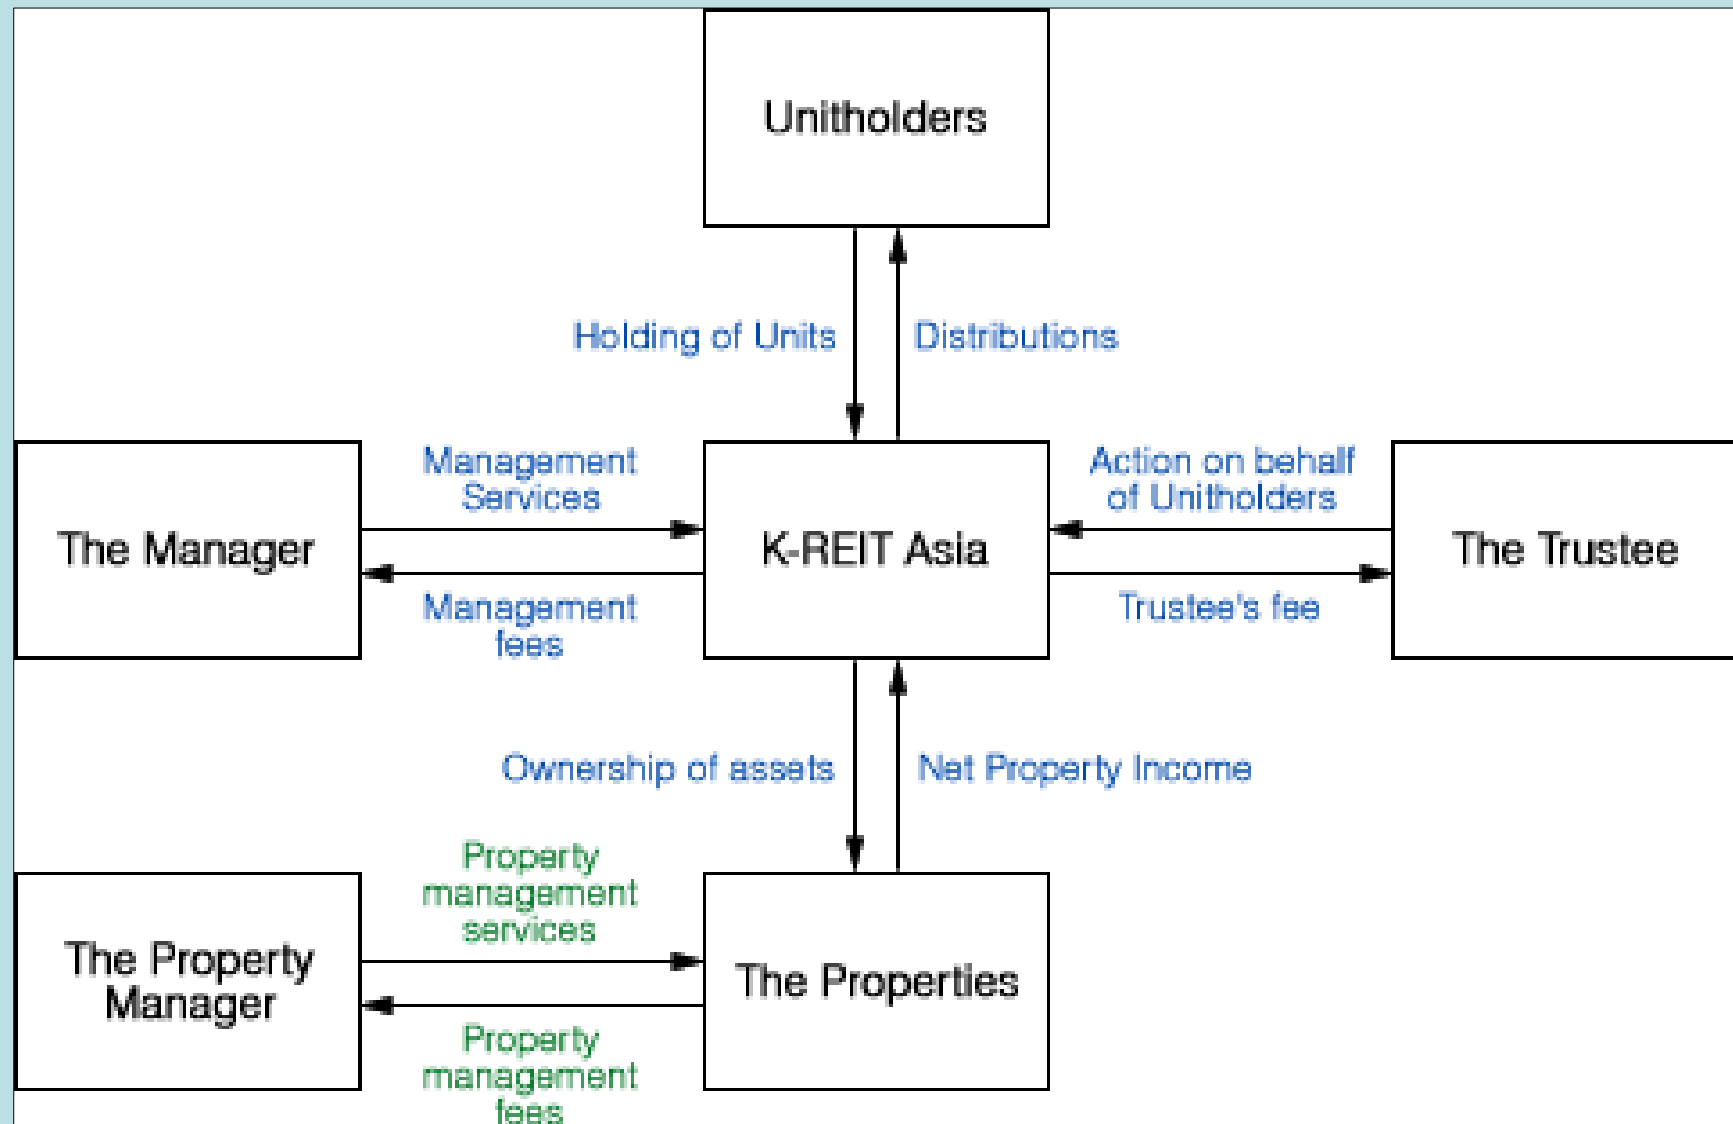 Unitholders
Holding of Units
Distributions
Management
Services
Action on behalf
of Unitholders
The Manager
K-REIT Asia
The Trustee
Management
fees
Trustee's fee
Ownership of assets
Net Property Income
Property
management
services
The Property
Manager
The Properties
Property
management
fees